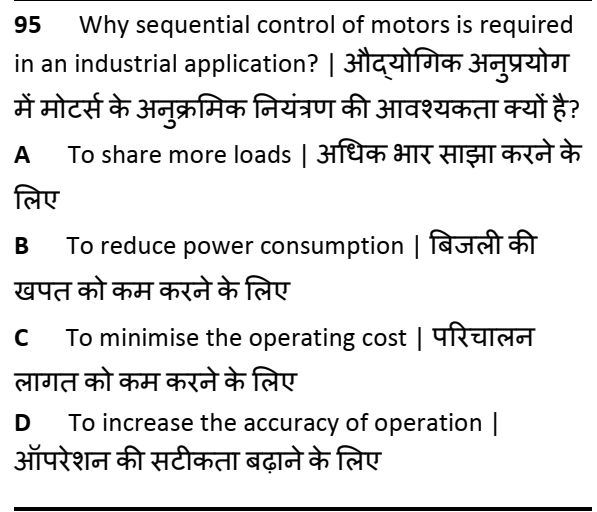 95 Why sequential control of motors is required
in an industrial application? | औद्योगिक अनुप्रयोग
में मोटर्स के अनुक्रमिक नियंत्रण की आवश्यकता क्यों है?
A To share more loads | अधिक भार साझा करने के
लिए
B To reduce power consumption | बिजली की
खपत को कम करने के लिए
C To minimise the operating cost | परिचालन
लागत को कम करने के लिए
D To increase the accuracy of operation |
ऑपरेशन की सटीकता बढ़ाने के लिए